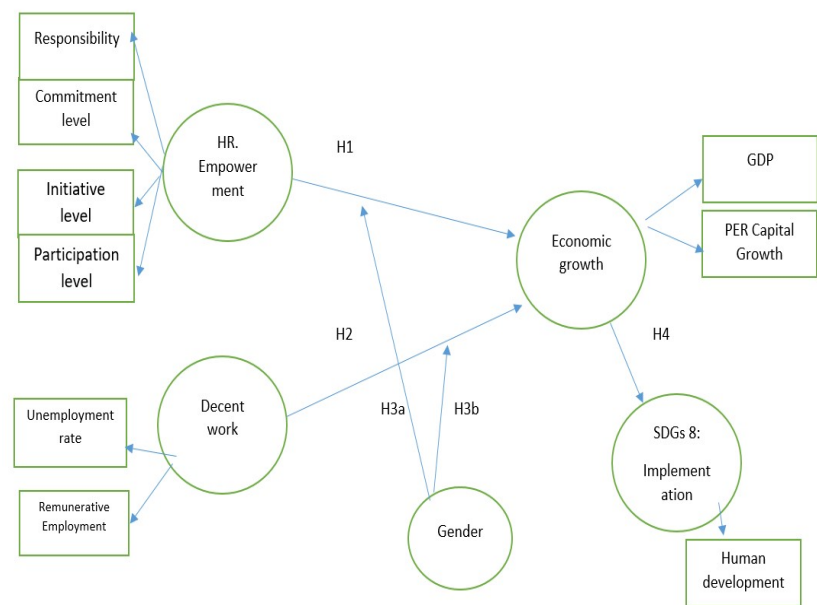 Responsibility
Commitment
level
Initiative
level
Participation
level
HR.
Empower
ment
H1
Economic
growth
GDP
PER Capital
Growth
H2
H4
Decent
work
Unemployment
rate
Remunerative
Employment
H3a
H3b
Gender
SDGs 8:
Implement
ation
Human
development